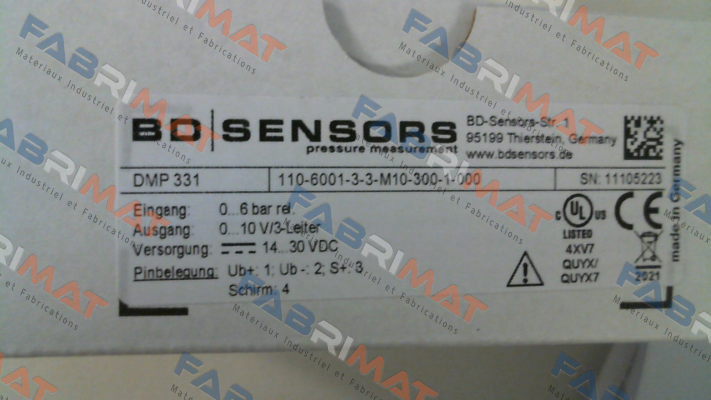 BD|SENSORS
pressure measurement
BD-Sensors-Str. 1
95199 Thierstein, Germany
www.bdsensors.de
DMP 331
110-6001-3-3-M10-300-1-000
SN: 11105223
Eingang: 0...6 bar rel.
Ausgang: 0...10 V/3-Leiter
Versorgung: 14...30 VDC
Pinbelegung: Ub+: 1; Ub -: 2; S+: 3
Schirm: 4
C UL US
LISTED
4XV7
QUYX/
QUYX7
CE
2021
made in Germany
FABRIMAT
Materiaux Industriel et Fabrications